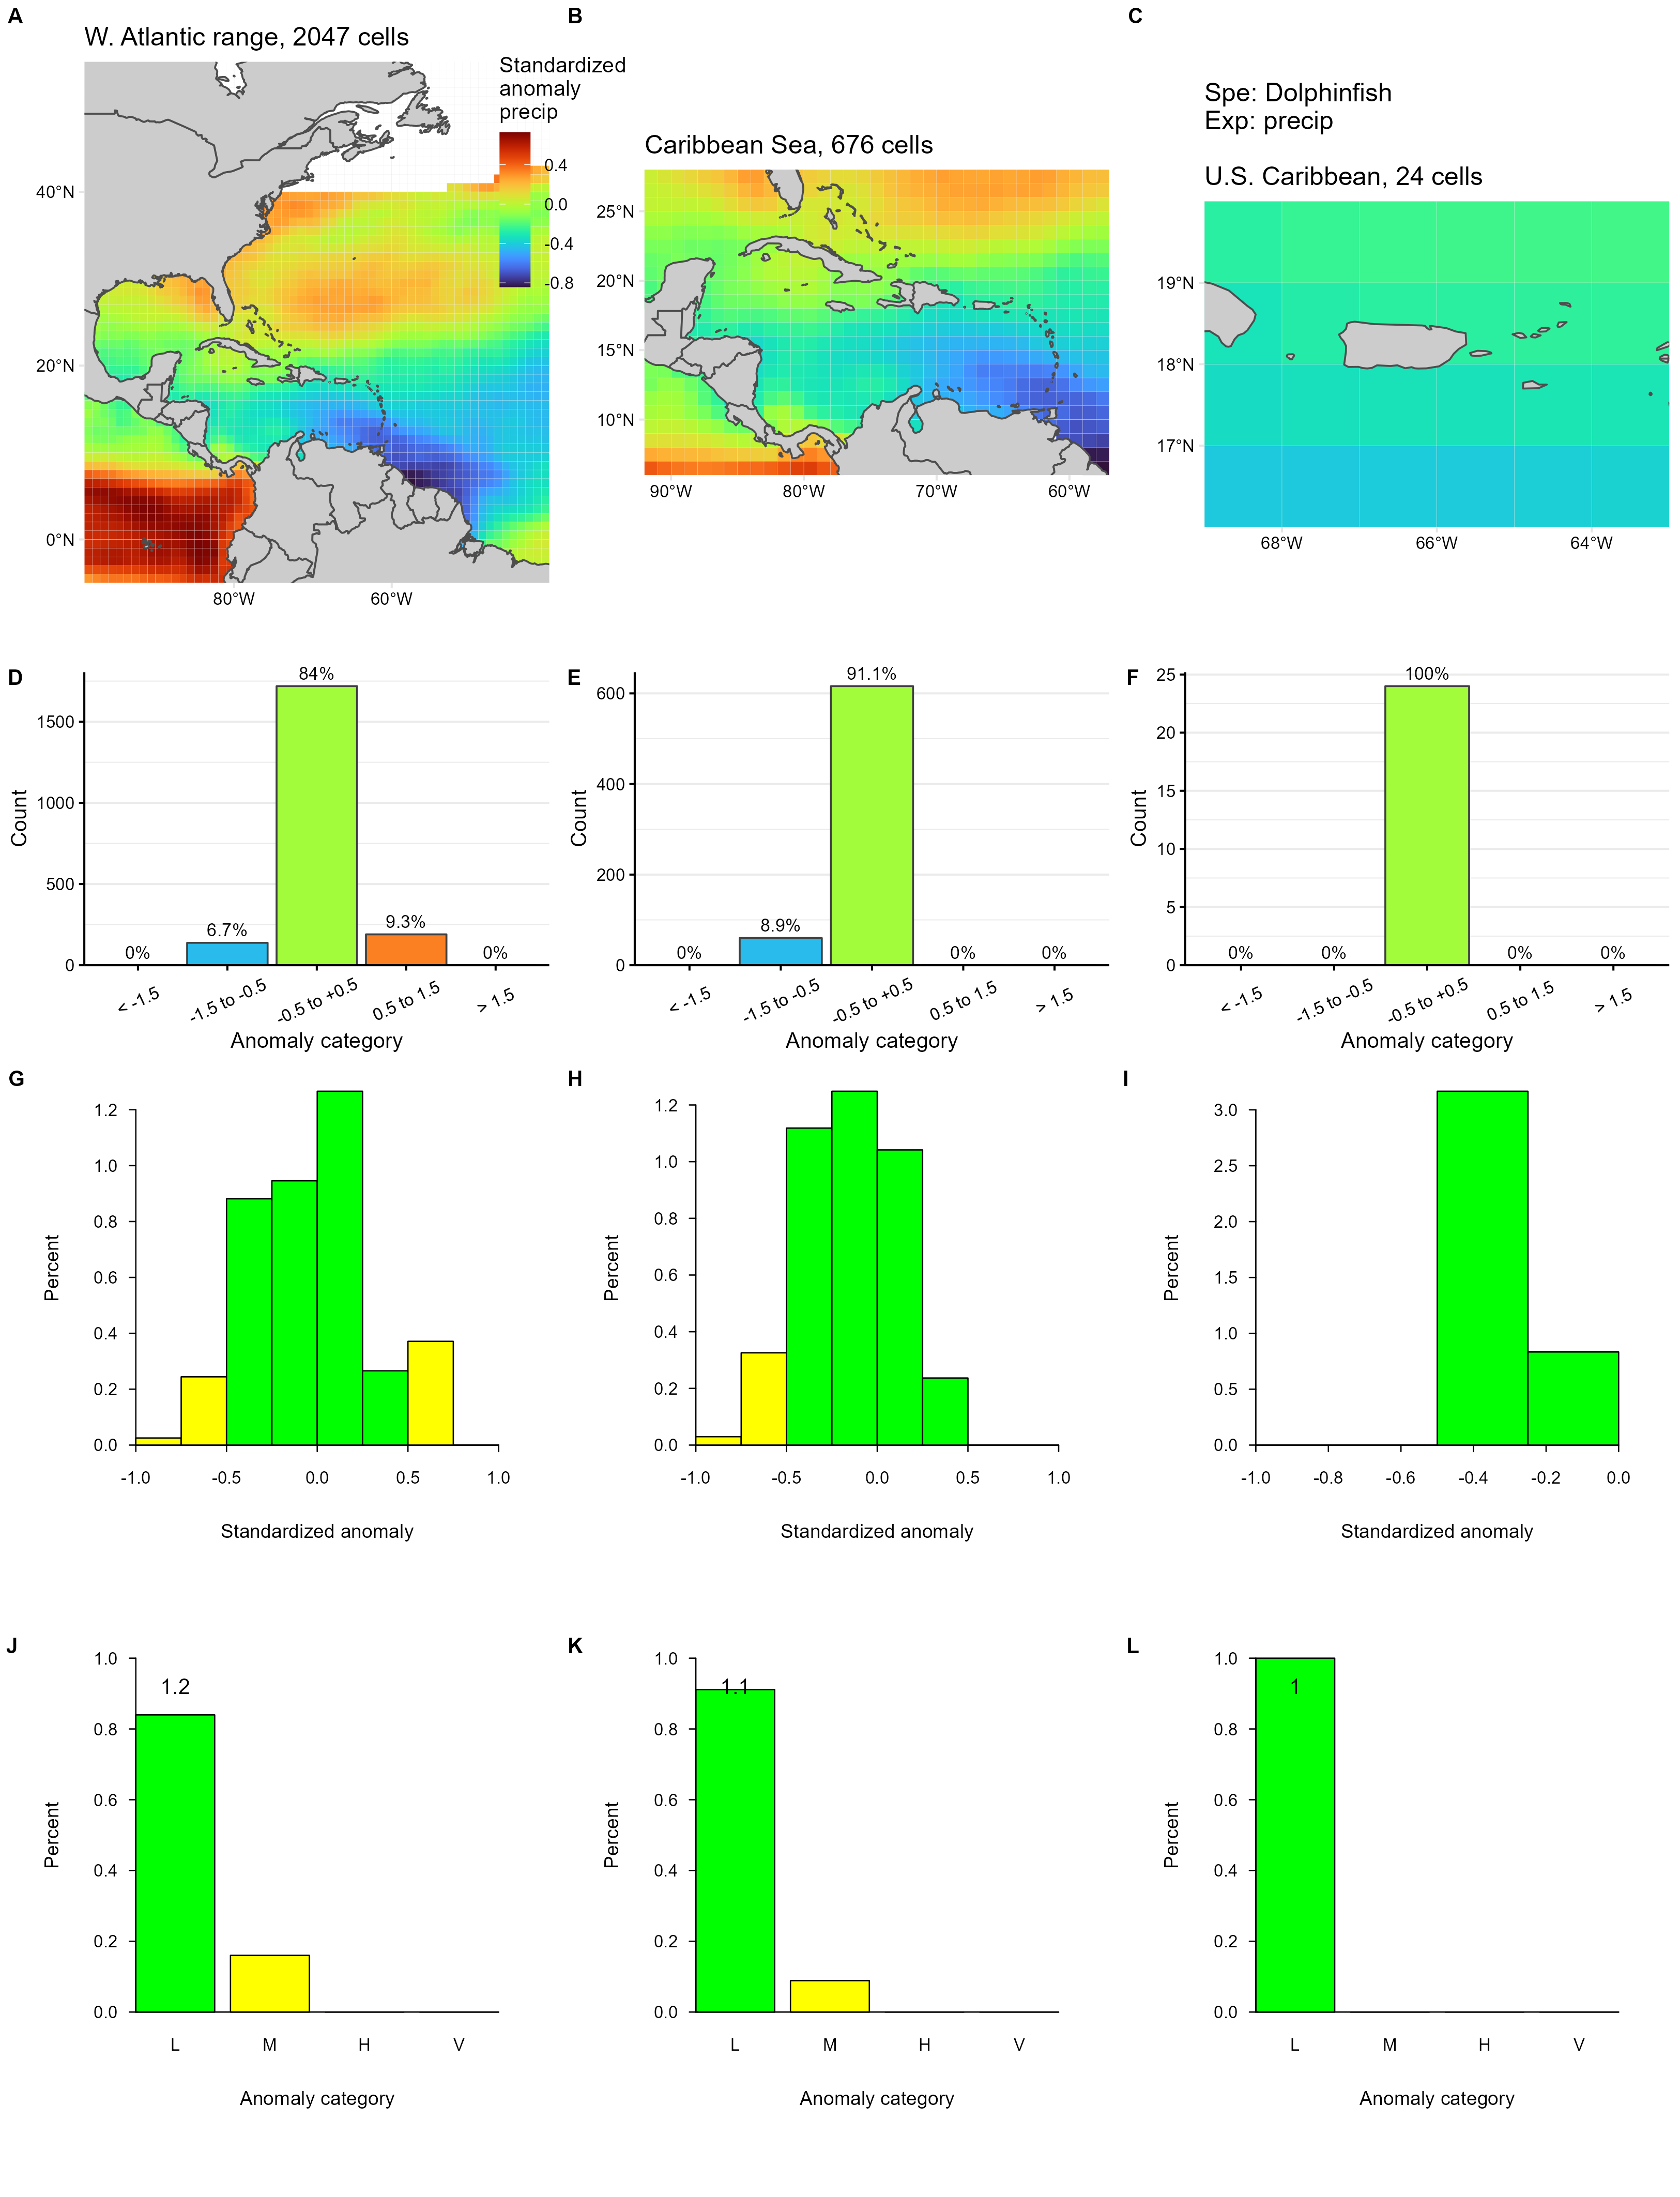 A
B
C
W. Atlantic range, 2047 cells
Standardized
anomaly
precip
0.4
0.0
-0.4
-0.8
40°N
20°N
0°N
80°W
60°W
Caribbean Sea, 676 cells
25°N
20°N
15°N
10°N
90°W
80°W
70°W
60°W
Spe: Dolphinfish
Exp: precip
U.S. Caribbean, 24 cells
19°N
18°N
17°N
68°W
66°W
64°W
D
Count
1500
1000
500
0
0%
6.7%
84%
9.3%
0%
< -1.5
-1.5 to -0.5
-0.5 to +0.5
0.5 to 1.5
> 1.5
Anomaly category
E
Count
600
400
200
0
0%
8.9%
91.1%
0%
0%
< -1.5
-1.5 to -0.5
-0.5 to +0.5
0.5 to 1.5
> 1.5
Anomaly category
F
Count
25
20
15
10
5
0
0%
0%
100%
0%
0%
< -1.5
-1.5 to -0.5
-0.5 to +0.5
0.5 to 1.5
> 1.5
Anomaly category
G
Percent
1.2
1.0
0.8
0.6
0.4
0.2
0.0
-1.0
-0.5
0.0
0.5
1.0
Standardized anomaly
H
Percent
1.2
1.0
0.8
0.6
0.4
0.2
0.0
-1.0
-0.5
0.0
0.5
1.0
Standardized anomaly
I
Percent
3.0
2.5
2.0
1.5
1.0
0.5
0.0
-1.0
-0.8
-0.6
-0.4
-0.2
0.0
Standardized anomaly
J
Percent
1.0
0.8
0.6
0.4
0.2
0.0
1.2
L
M
H
V
Anomaly category
K
Percent
1.0
0.8
0.6
0.4
0.2
0.0
1.1
L
M
H
V
Anomaly category
L
Percent
1.0
0.8
0.6
0.4
0.2
0.0
1
L
M
H
V
Anomaly category